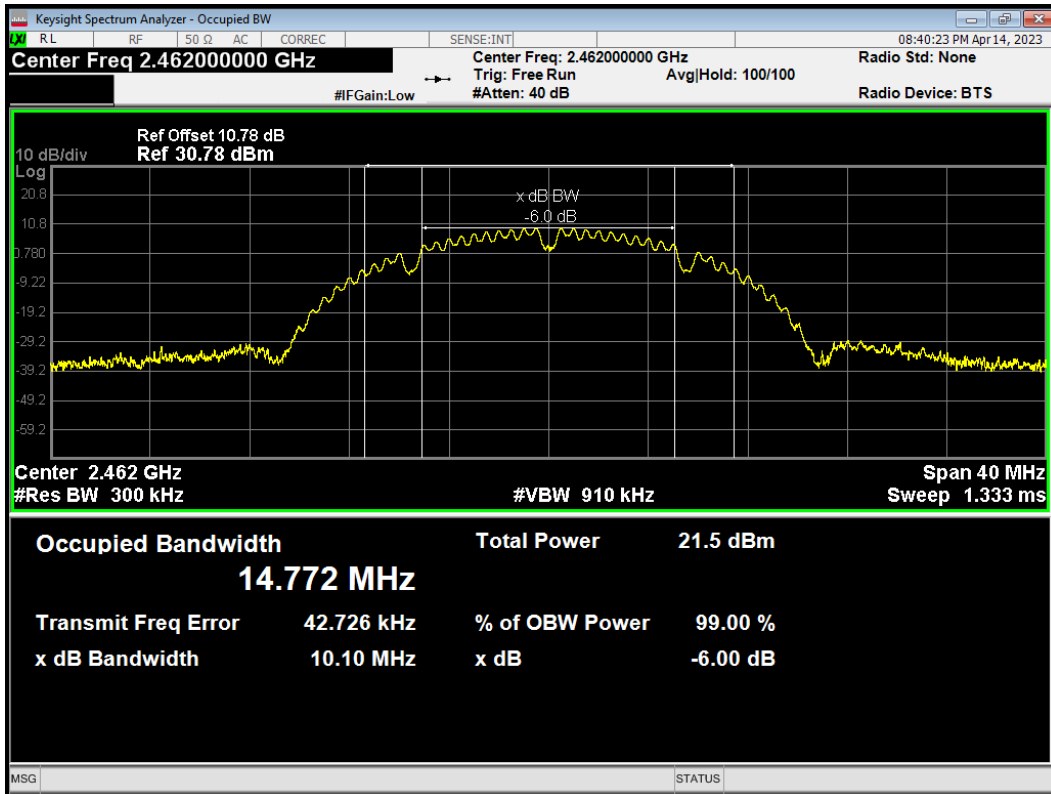 Keysight Spectrum Analyzer - Occupied BW
LXI RL RF 50 Ω AC CORREC SENSE:INT 08:40:23 PM Apr 14, 2023
Center Freq 2.462000000 GHz Center Freq: 2.462000000 GHz Radio Std: None
Trig: Free Run Avg|Hold: 100/100
#IFGain:Low #Atten: 40 dB Radio Device: BTS
Ref Offset 10.78 dB
10 dB/div Ref 30.78 dBm
Log
20.8
x dB BW
10.8
-6.0 dB
0.780
-9.22
-19.2
-29.2
-39.2
-49.2
-59.2
Center 2.462 GHz Span 40 MHz
#Res BW 300 kHz #VBW 910 kHz Sweep 1.333 ms
Occupied Bandwidth Total Power 21.5 dBm
14.772 MHz
Transmit Freq Error 42.726 kHz % of OBW Power 99.00 %
x dB Bandwidth 10.10 MHz x dB -6.00 dB
MSG STATUS